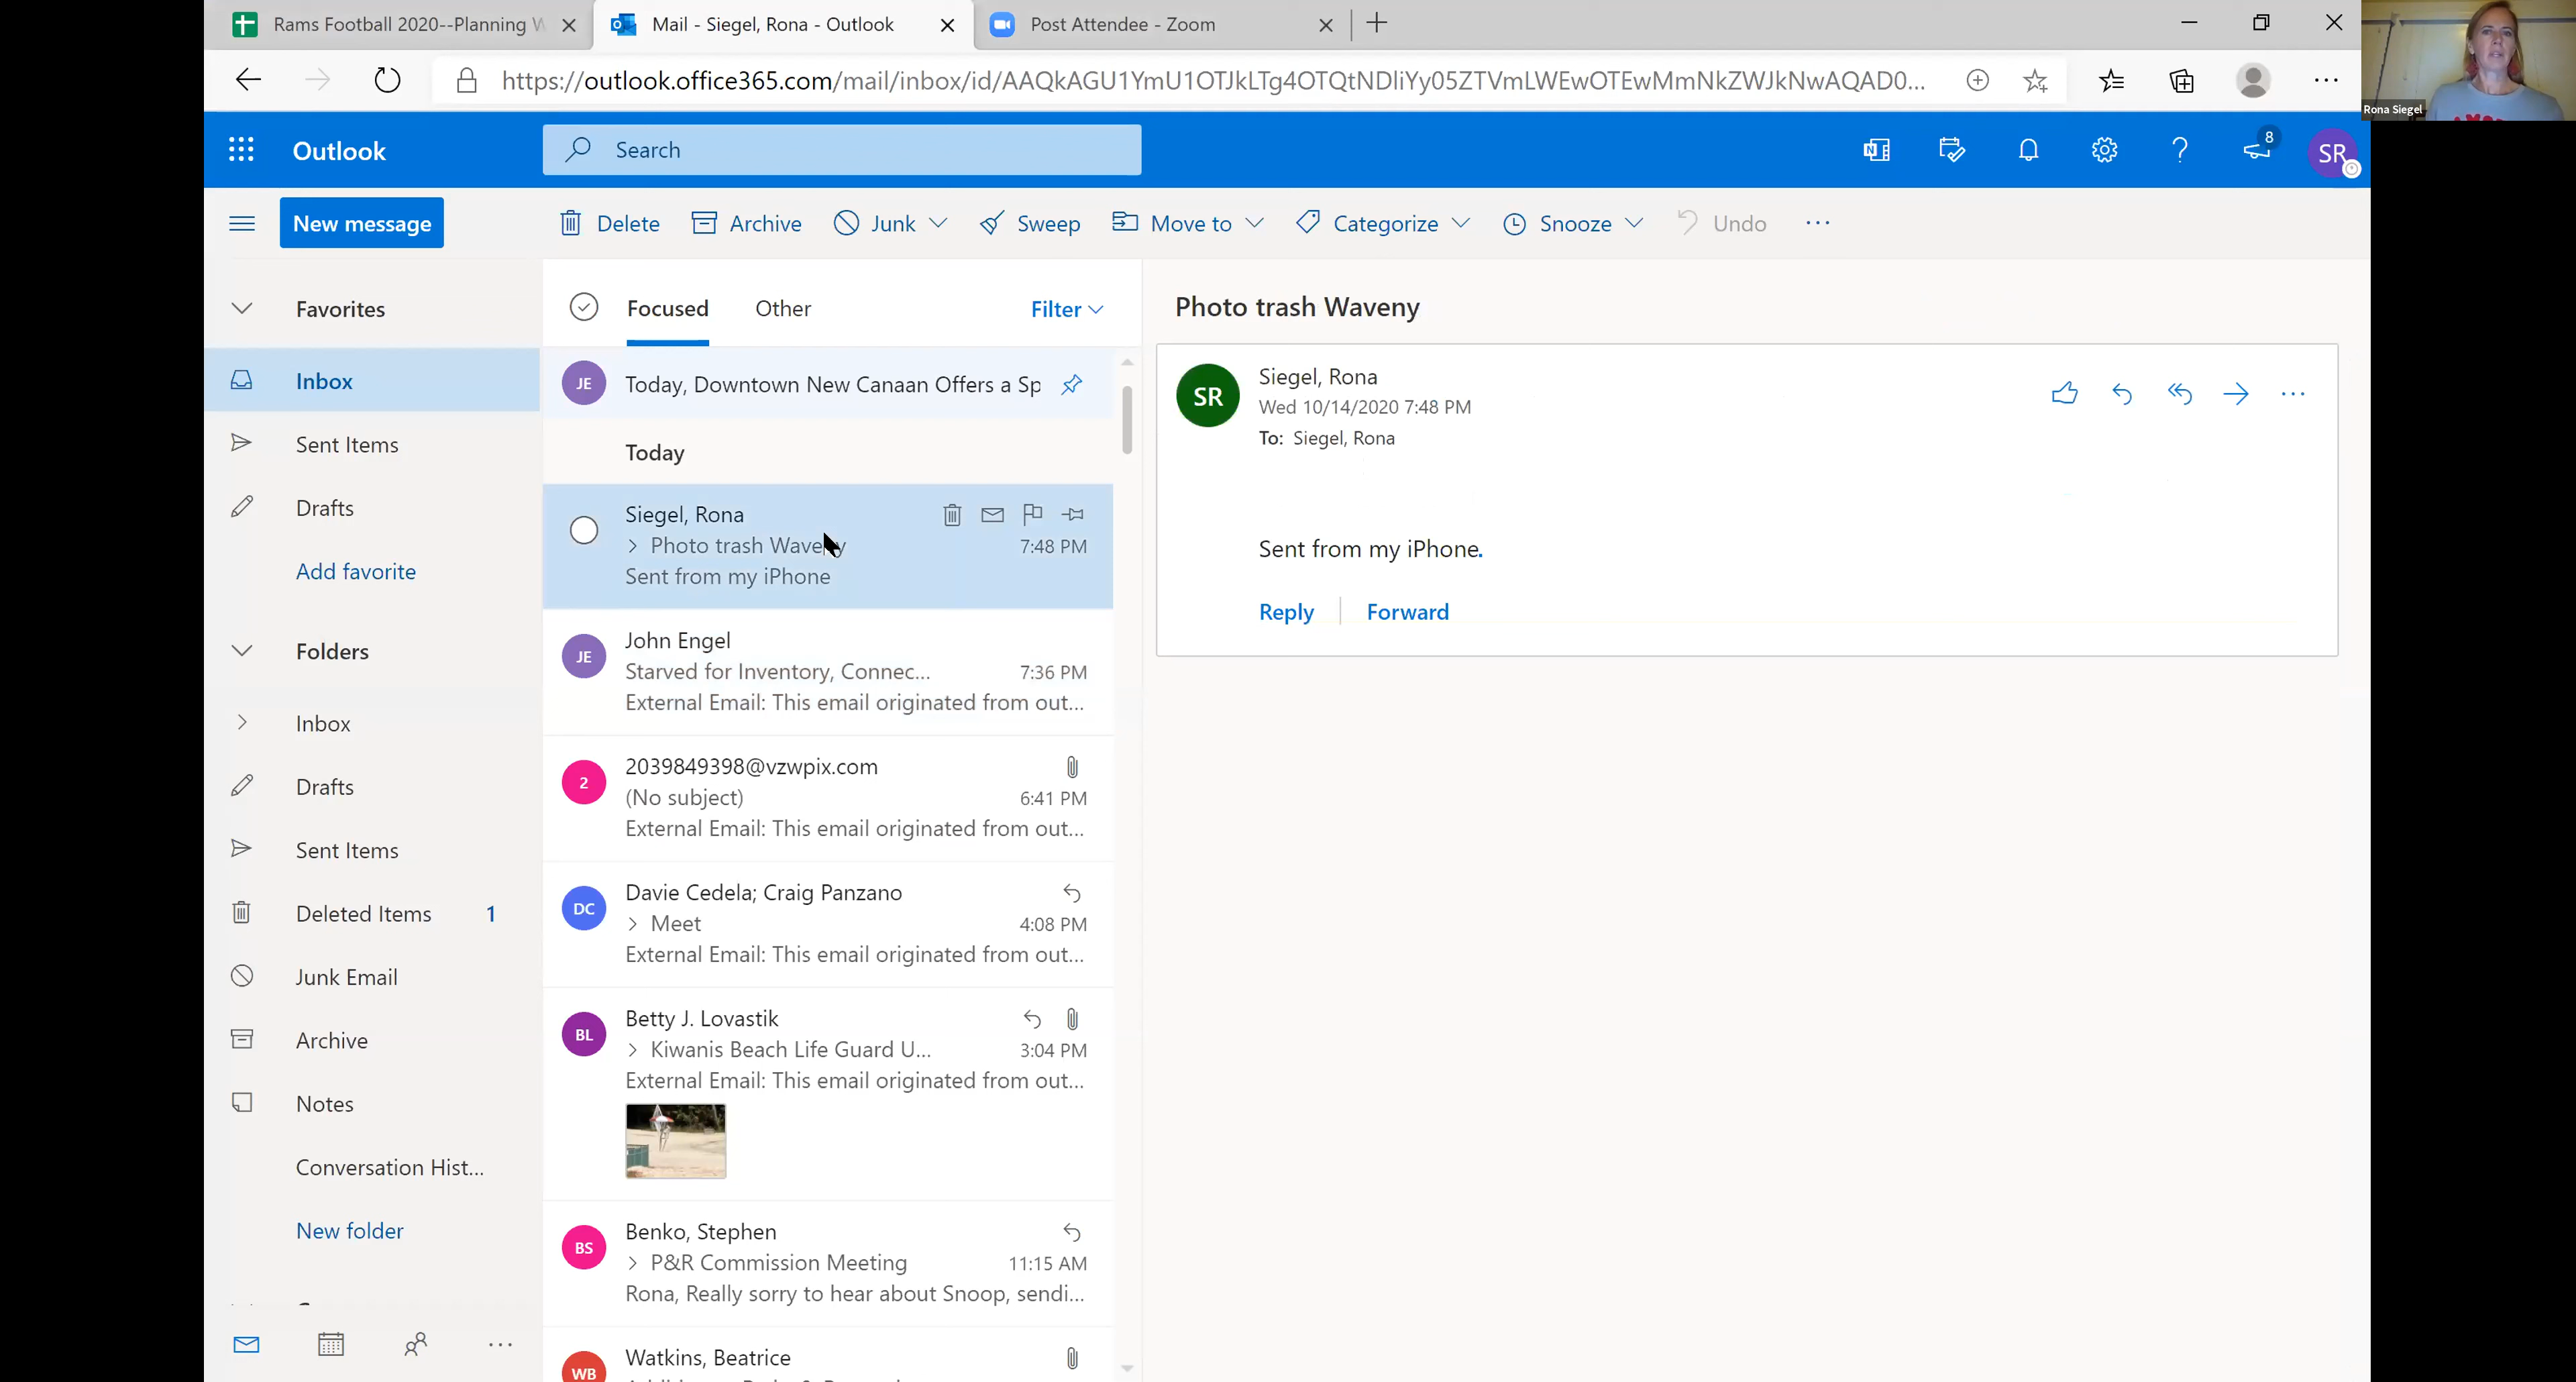 Rams Football 2020--Planning W
Mail - Siegel, Rona - Outlook
Post Attendee - Zoom
https://outlook.office365.com/mail/inbox/id/AAQkAGU1YmU1OTJkLTg4OTQtNDliYy05ZTVmLWEwOTEwMmNkZWJkNwAQAD0...
Rona Siegel
Outlook
Search
8
SR
New message
Delete
Archive
Junk
Sweep
Move to
Categorize
Snooze
Undo
Favorites
Inbox
Sent Items
Drafts
Add favorite
Folders
Inbox
Drafts
Sent Items
Deleted Items 1
Junk Email
Archive
Notes
Conversation Hist...
New folder
Focused
Other
Filter
JE
Today, Downtown New Canaan Offers a Sp
Today
Siegel, Rona
Photo trash Waveny
7:48 PM
Sent from my iPhone
JE
John Engel
Starved for Inventory, Connec...
7:36 PM
External Email: This email originated from out...
2
2039849398@vzwpix.com
(No subject)
6:41 PM
External Email: This email originated from out...
DC
Davie Cedela; Craig Panzano
Meet
4:08 PM
External Email: This email originated from out...
BL
Betty J. Lovastik
Kiwanis Beach Life Guard U...
3:04 PM
External Email: This email originated from out...
BS
Benko, Stephen
P&R Commission Meeting
11:15 AM
Rona, Really sorry to hear about Snoop, sendi...
WB
Watkins, Beatrice
Photo trash Waveny
SR
Siegel, Rona
Wed 10/14/2020 7:48 PM
To: Siegel, Rona
Sent from my iPhone.
Reply
Forward